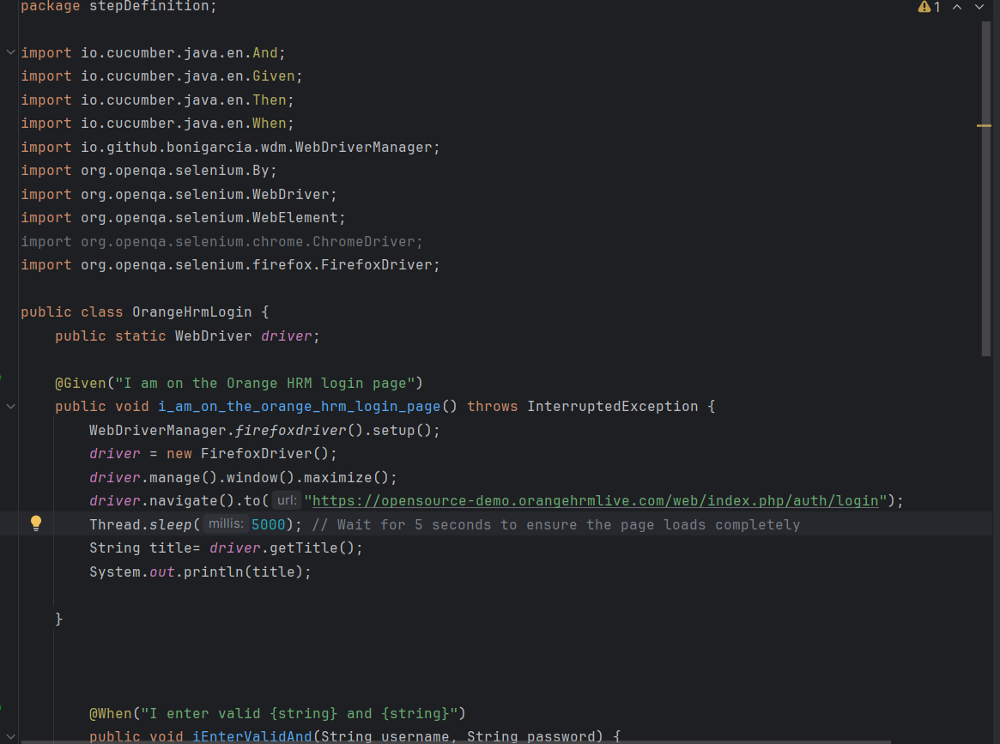 package stepDefinition;
1
import io.cucumber.java.en.And;
import io.cucumber.java.en.Given;
import io.cucumber.java.en.Then;
import io.cucumber.java.en.When;
import io.github.bonigarcia.wdm.WebDriverManager;
import org.openqa.selenium.By;
import org.openqa.selenium.WebDriver;
import org.openqa.selenium.WebElement;
import org.openqa.selenium.chrome.ChromeDriver;
import org.openqa.selenium.firefox.FirefoxDriver;
public class OrangeHrmLogin {
public static WebDriver driver;
@Given("I am on the Orange HRM login page")
public void i_am_on_the_orange_hrm_login_page() throws InterruptedException {
WebDriverManager.firefoxdriver().setup();
driver = new FirefoxDriver();
driver.manage().window().maximize();
driver.navigate().to( url: "https://opensource-demo.orangehrmlive.com/web/index.php/auth/login");
Thread.sleep( millis: 5000); // Wait for 5 seconds to ensure the page loads completely
String title= driver.getTitle();
System.out.println(title);
}
@When("I enter valid {string} and {string}")
public void iEnterValidAnd(String username, String password) {